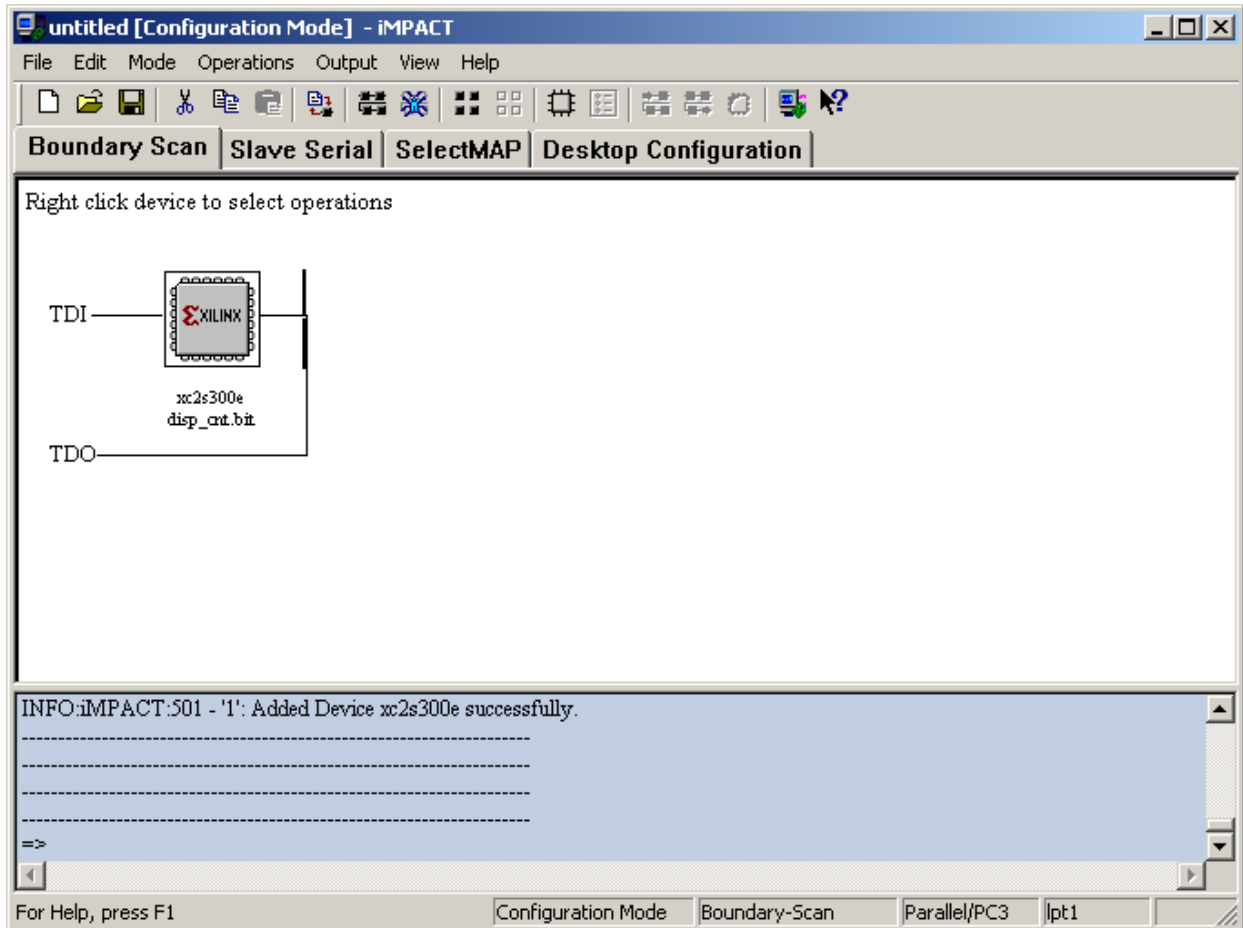 untitled [Configuration Mode] - iMPACT
File Edit Mode Operations Output View Help
Boundary Scan Slave Serial SelectMAP Desktop Configuration
Right click device to select operations
TDI
XILINX
xc2s300e
disp_cnt.bit
TDO
INFO:iMPACT:501 - '1': Added Device xc2s300e successfully.
----------------------------------------------------------------------
----------------------------------------------------------------------
----------------------------------------------------------------------
----------------------------------------------------------------------
=>
For Help, press F1 Configuration Mode Boundary-Scan Parallel/PC3 lpt1